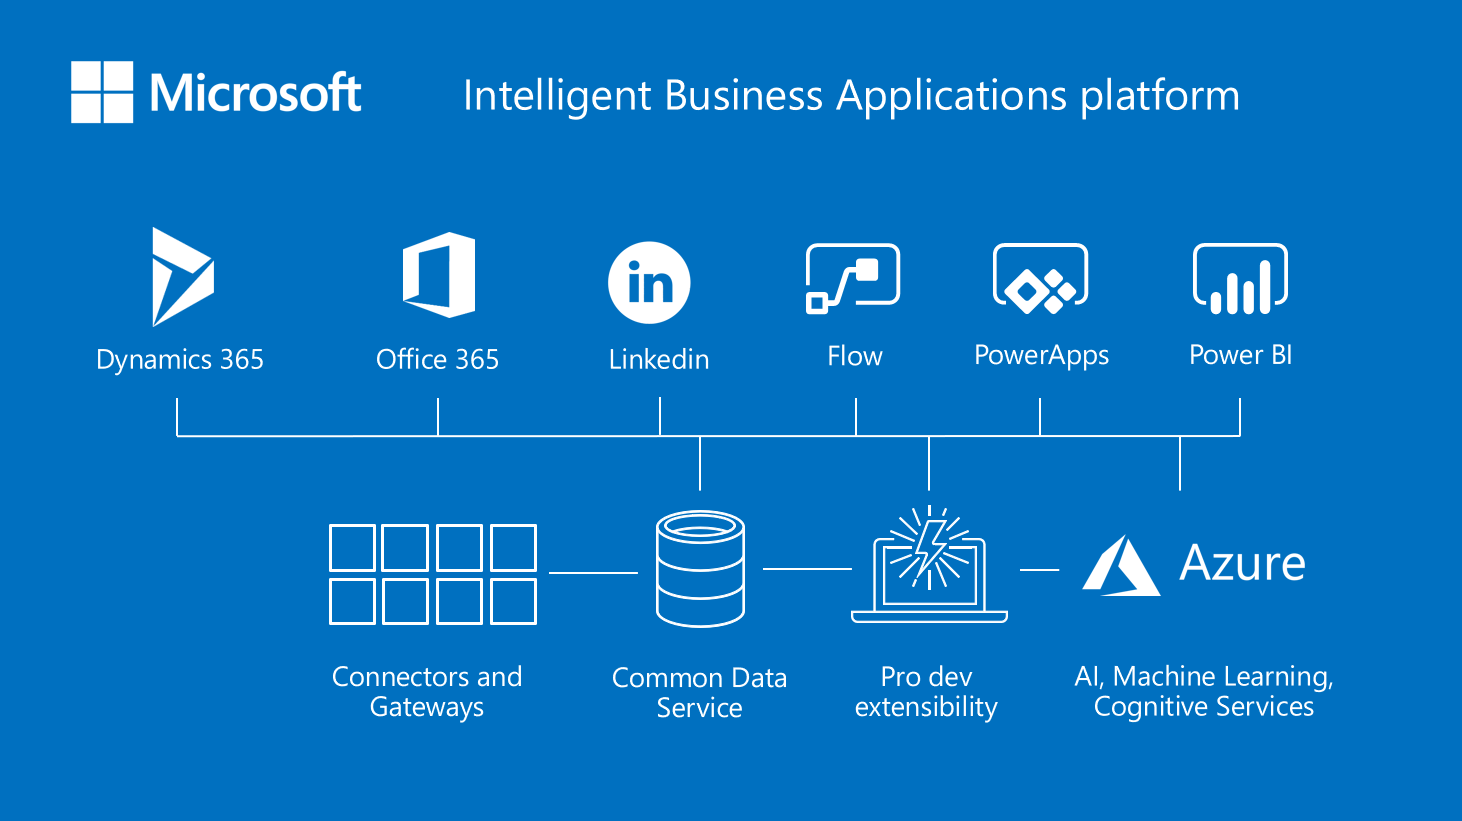 Microsoft
Intelligent Business Applications platform
Dynamics 365
Office 365
in
Linkedin
Flow
PowerApps
Power BI
Azure
Connectors and
Gateways
Common Data
Service
Pro dev
extensibility
AI, Machine Learning,
Cognitive Services